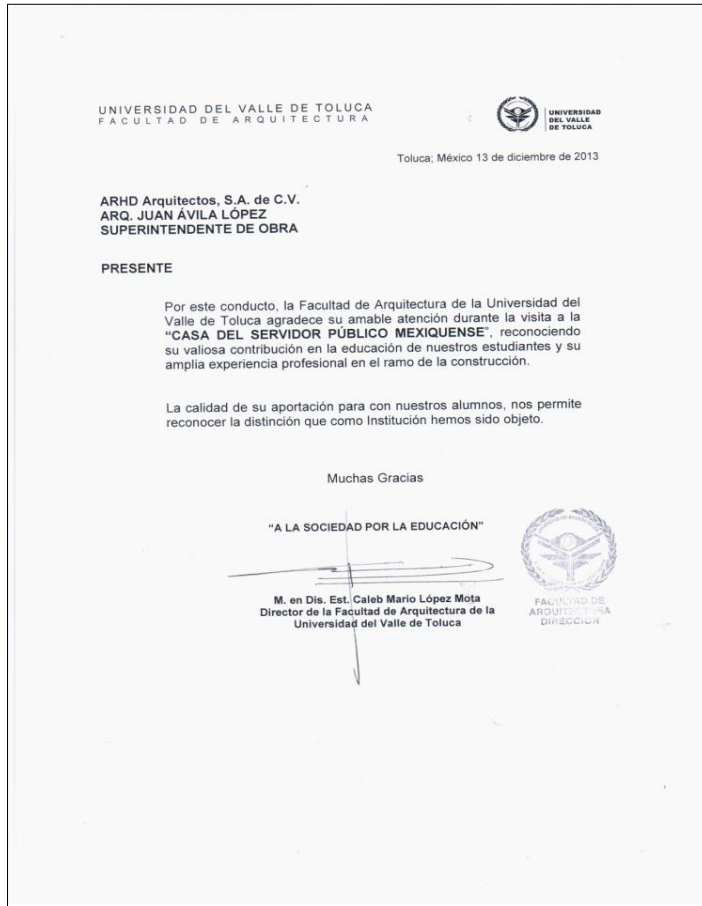 UNIVERSIDAD DEL VALLE DE TOLUCA
FACULTAD DE ARQUITECTURA
UNIVERSIDAD
DEL VALLE
DE TOLUCA
Toluca; México 13 de diciembre de 2013
ARHD Arquitectos, S.A. de C.V.
ARQ. JUAN ÁVILA LÓPEZ
SUPERINTENDENTE DE OBRA
PRESENTE
Por este conducto, la Facultad de Arquitectura de la Universidad del
Valle de Toluca agradece su amable atención durante la visita a la
“CASA DEL SERVIDOR PÚBLICO MEXIQUENSE”, reconociendo
su valiosa contribución en la educación de nuestros estudiantes y su
amplia experiencia profesional en el ramo de la construcción.
La calidad de su aportación para con nuestros alumnos, nos permite
reconocer la distinción que como Institución hemos sido objeto.
Muchas Gracias
“A LA SOCIEDAD POR LA EDUCACIÓN”
M. en Dis. Est. Caleb Mario López Mota
Director de la Facultad de Arquitectura de la
Universidad del Valle de Toluca
FACULTAD DE
ARQUITECTURA
DIRECCIÓN